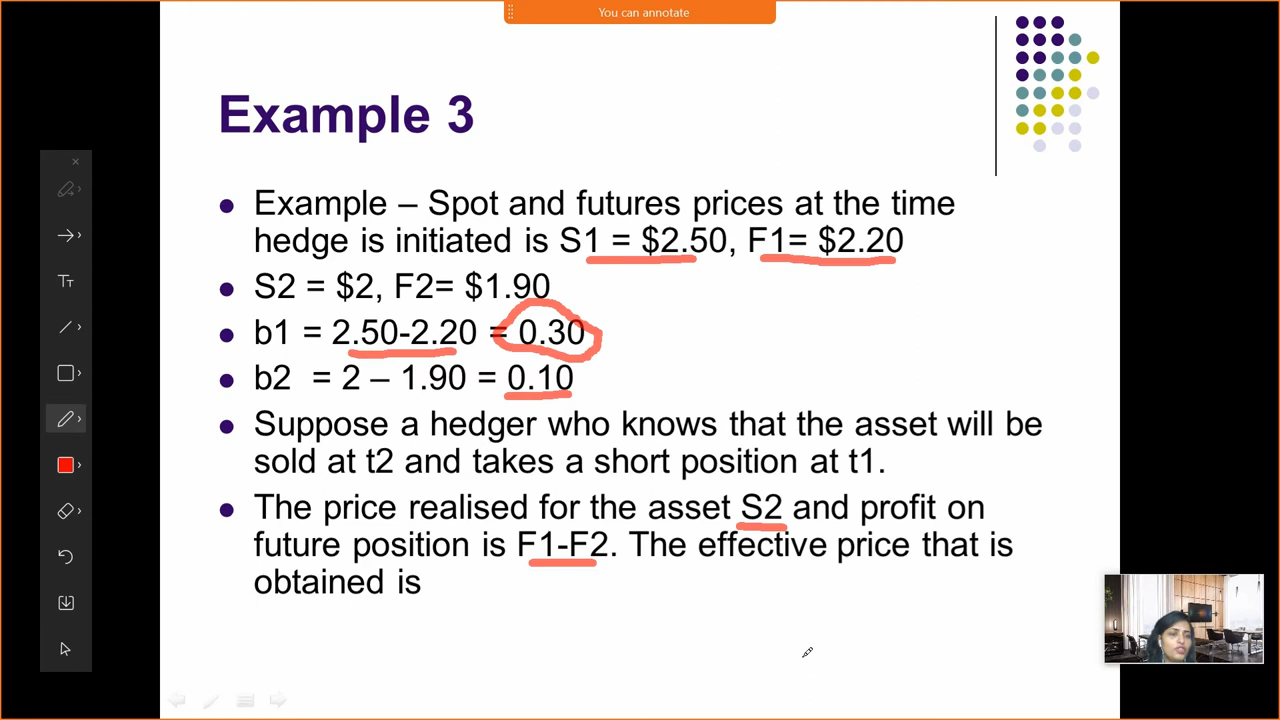 You can annotate
Example 3
Example – Spot and futures prices at the time
hedge is initiated is S1 = $2.50, F1= $2.20
S2 = $2, F2= $1.90
b1 = 2.50-2.20 = 0.30
b2 = 2 – 1.90 = 0.10
Suppose a hedger who knows that the asset will be
sold at t2 and takes a short position at t1.
The price realised for the asset S2 and profit on
future position is F1-F2. The effective price that is
obtained is
Tт